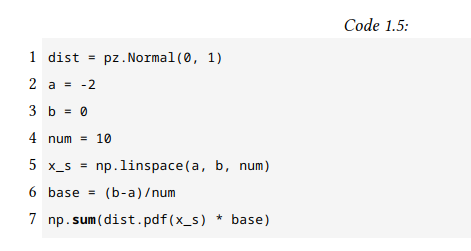 Code 1.5:
1 dist = pz.Normal(0, 1)
2 a = -2
3 b = 0
4 num = 10
5 x_s = np.linspace(a, b, num)
6 base = (b-a)/num
7 np.sum(dist.pdf(x_s) * base)